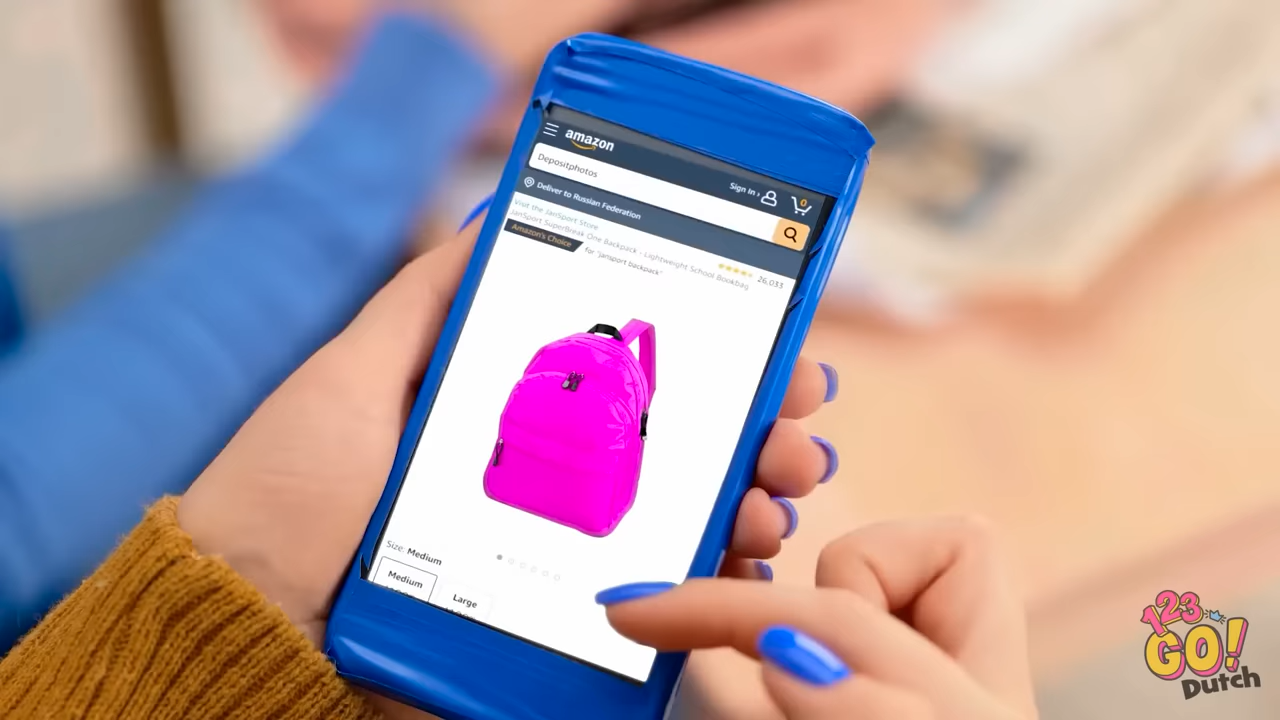 amazon
Sign in ›
0
Depositphotos
Deliver to Russian Federation
Visit the JanSport Store
JanSport SuperBreak One Backpack - Lightweight School Bookbag
26,033
Amazon's Choice
for "jansport backpack"
Size: Medium
Medium
Large
123
GO!
Dutch